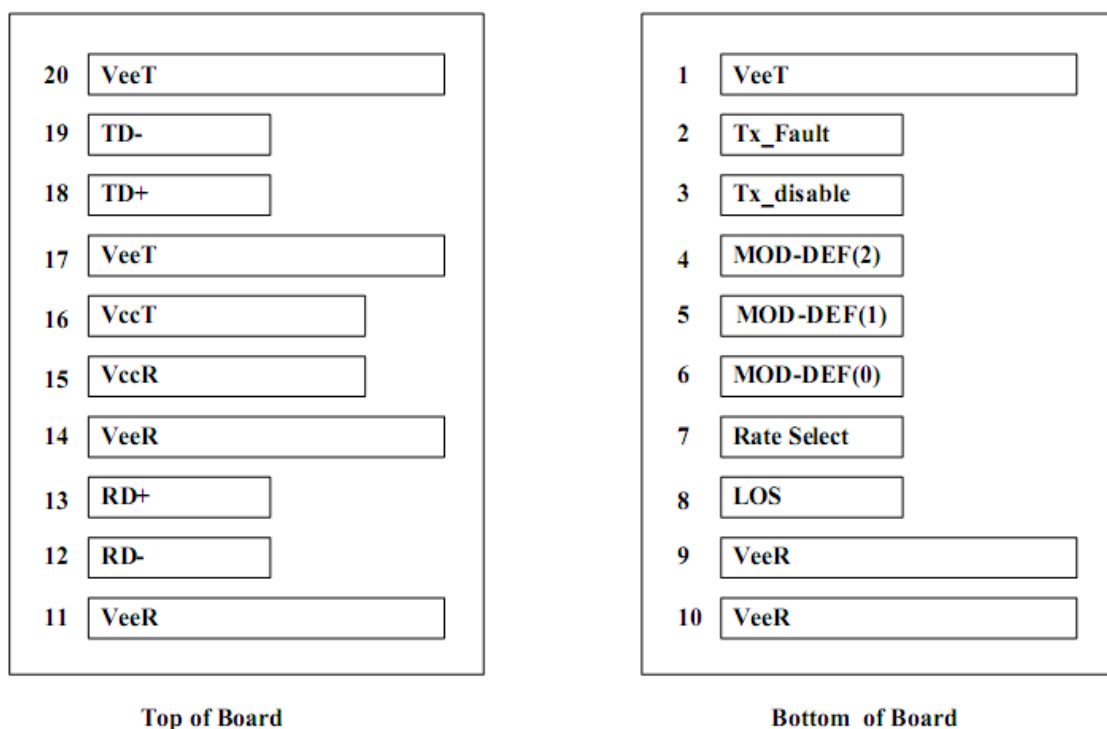 20 VeeT
19 TD-
18 TD+
17 VeeT
16 VccT
15 VccR
14 VeeR
13 RD+
12 RD-
11 VeeR
Top of Board
1 VeeT
2 Tx_Fault
3 Tx_disable
4 MOD-DEF(2)
5 MOD-DEF(1)
6 MOD-DEF(0)
7 Rate Select
8 LOS
9 VeeR
10 VeeR
Bottom of Board